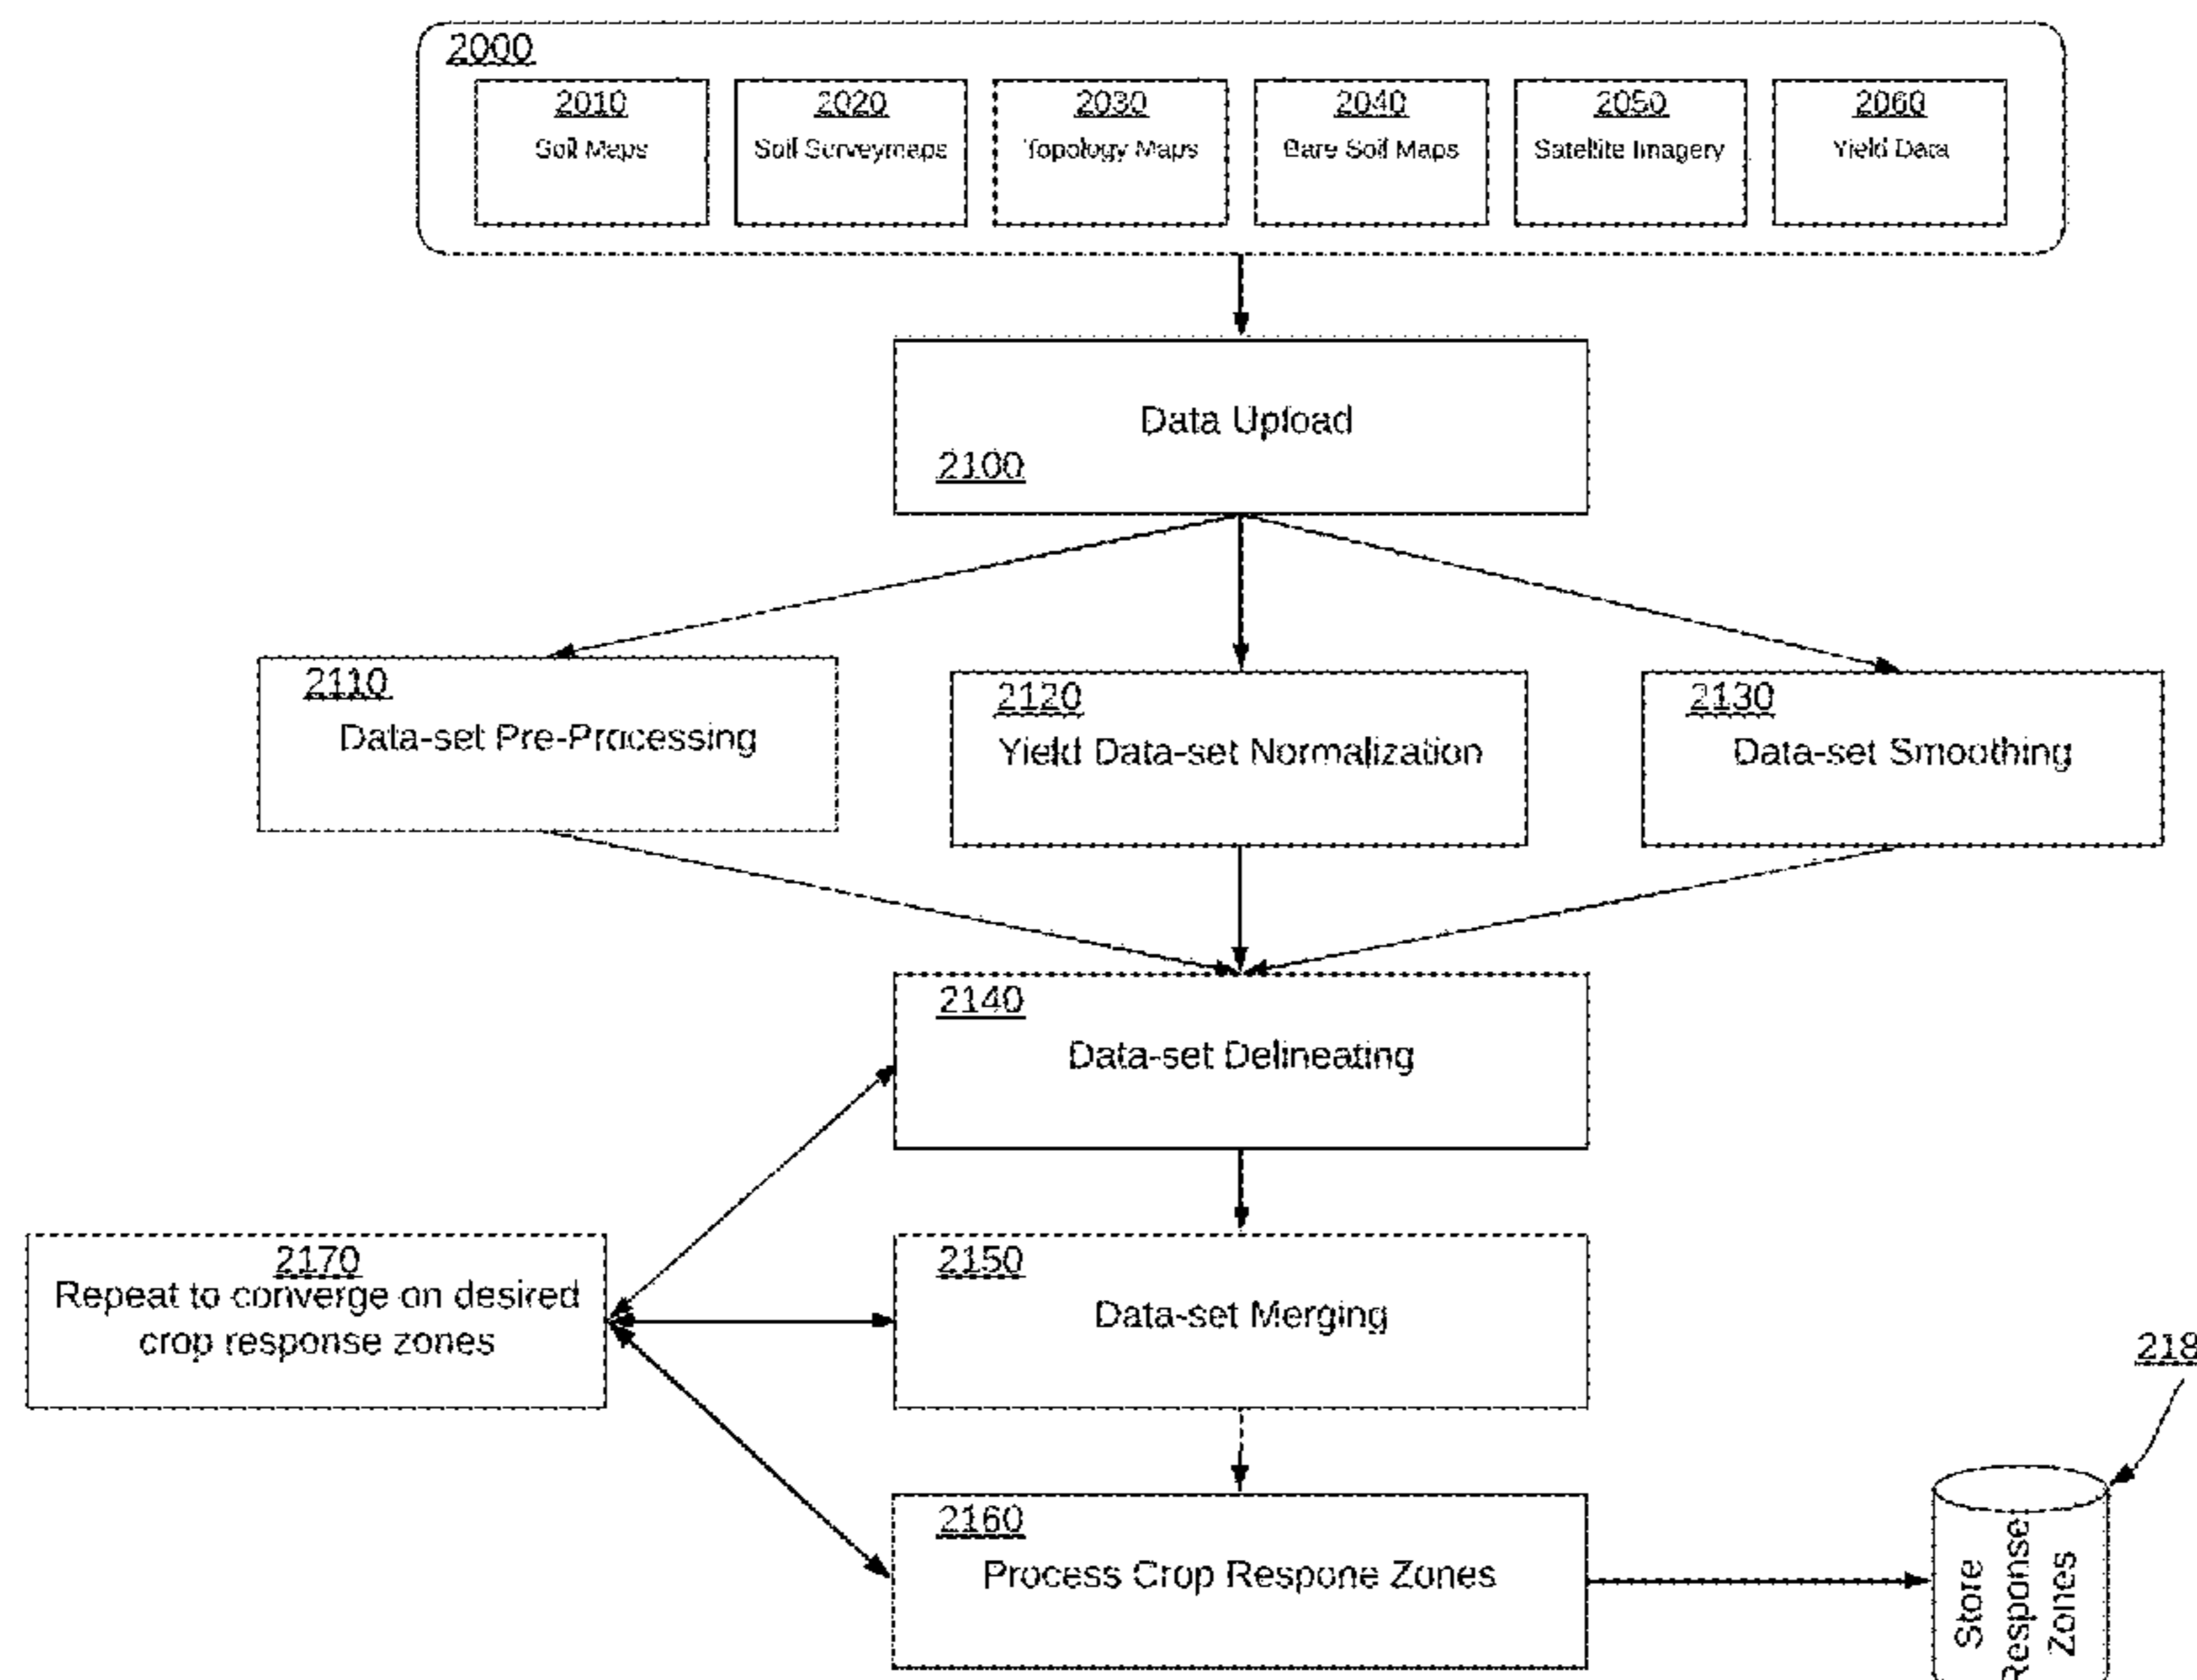 2000
2010
Soil Maps
2020
Soil Surveymaps
2030
Topology Maps
2040
Bare Soil Maps
2050
Satellite Imagery
2060
Yield Data
Data Upload
2100
2110
Data-set Pre-Processing
2120
Yield Data-set Normalization
2130
Data-set Smoothing
2140
Data-set Delineating
2170
Repeat to converge on desired
crop response zones
2150
Data-set Merging
218
2160
Process Crop Respone Zones
Store
Response
Zones